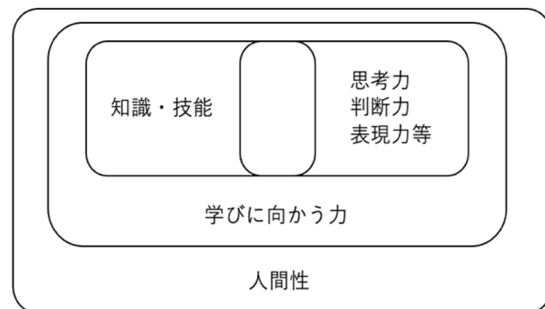 知識・技能
思考力
判断力
表現力等
学びに向かう力
人間性